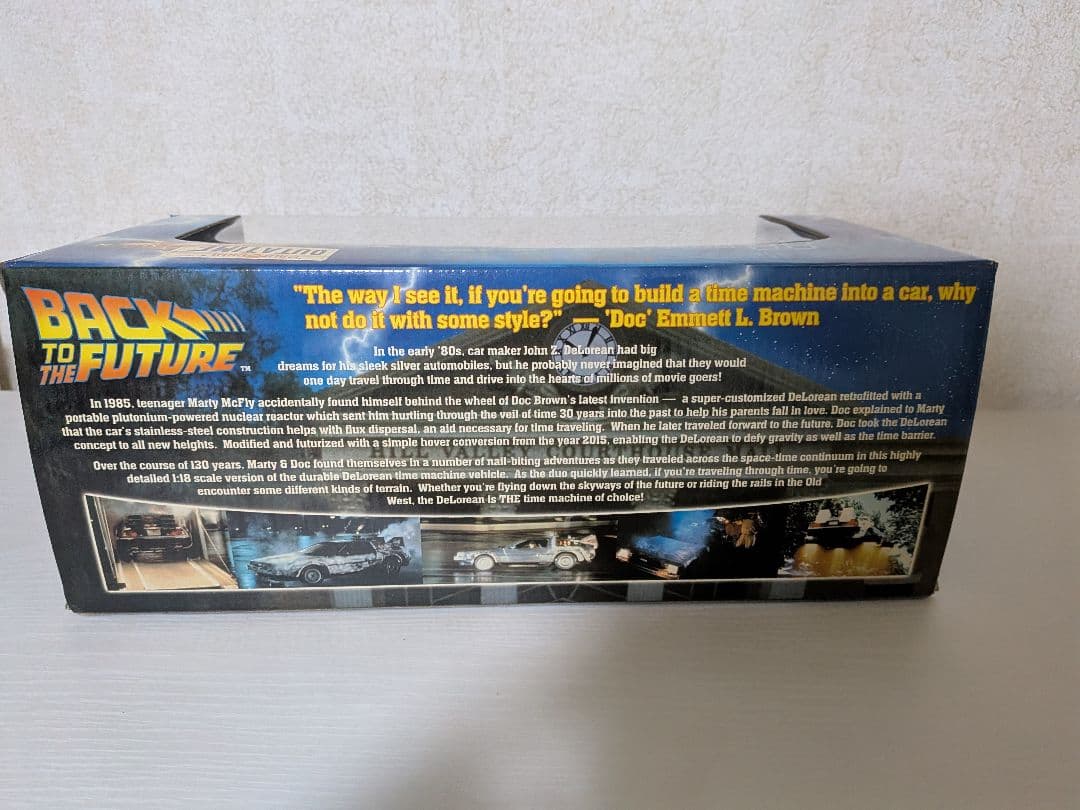 BACK
TO THE FUTURE ™
"The way I see it, if you're going to build a time machine into a car, why
not do it with some style?" — 'Doc' Emmett L. Brown
In the early '80s, car maker John Z. DeLorean had big
dreams for his sleek silver automobiles, but he probably never imagined that they would
one day travel through time and drive into the hearts of millions of movie goers!
In 1985, teenager Marty McFly accidentally found himself behind the wheel of Doc Brown's latest invention — a super-customized DeLorean retrofitted with a
portable plutonium-powered nuclear reactor which sent him hurtling through the veil of time 30 years into the past to help his parents fall in love. Doc explained to Marty
that the car's stainless-steel construction helps with flux dispersal, an aid necessary for time traveling. When he later traveled forward to the future, Doc took the DeLorean
concept to all new heights. Modified and futurized with a simple hover conversion from the year 2015, enabling the DeLorean to defy gravity as well as the time barrier.
HILL VALLEY COURTHOUSE
Over the course of 130 years, Marty & Doc found themselves in a number of nail-biting adventures as they traveled across the space-time continuum in this highly
detailed 1:18 scale version of the durable DeLorean time machine vehicle. As the duo quickly learned, if you're traveling through time, you're going to
encounter some different kinds of terrain. Whether you're flying down the skyways of the future or riding the rails in the Old
West, the DeLorean is THE time machine of choice!